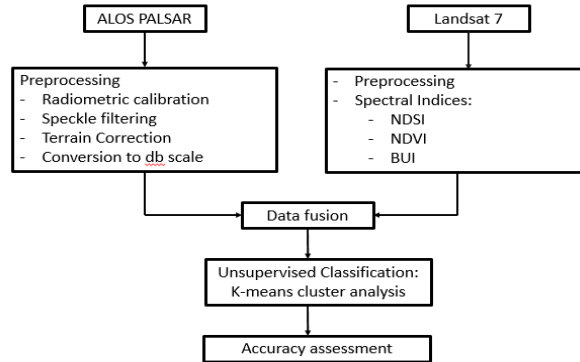 ALOS PALSAR
Landsat 7
Preprocessing
- Radiometric calibration
- Speckle filtering
- Terrain Correction
- Conversion to db scale
- Preprocessing
- Spectral Indices:
- NDSI
- NDVI
- BUI
Data fusion
Unsupervised Classification:
K-means cluster analysis
Accuracy assessment